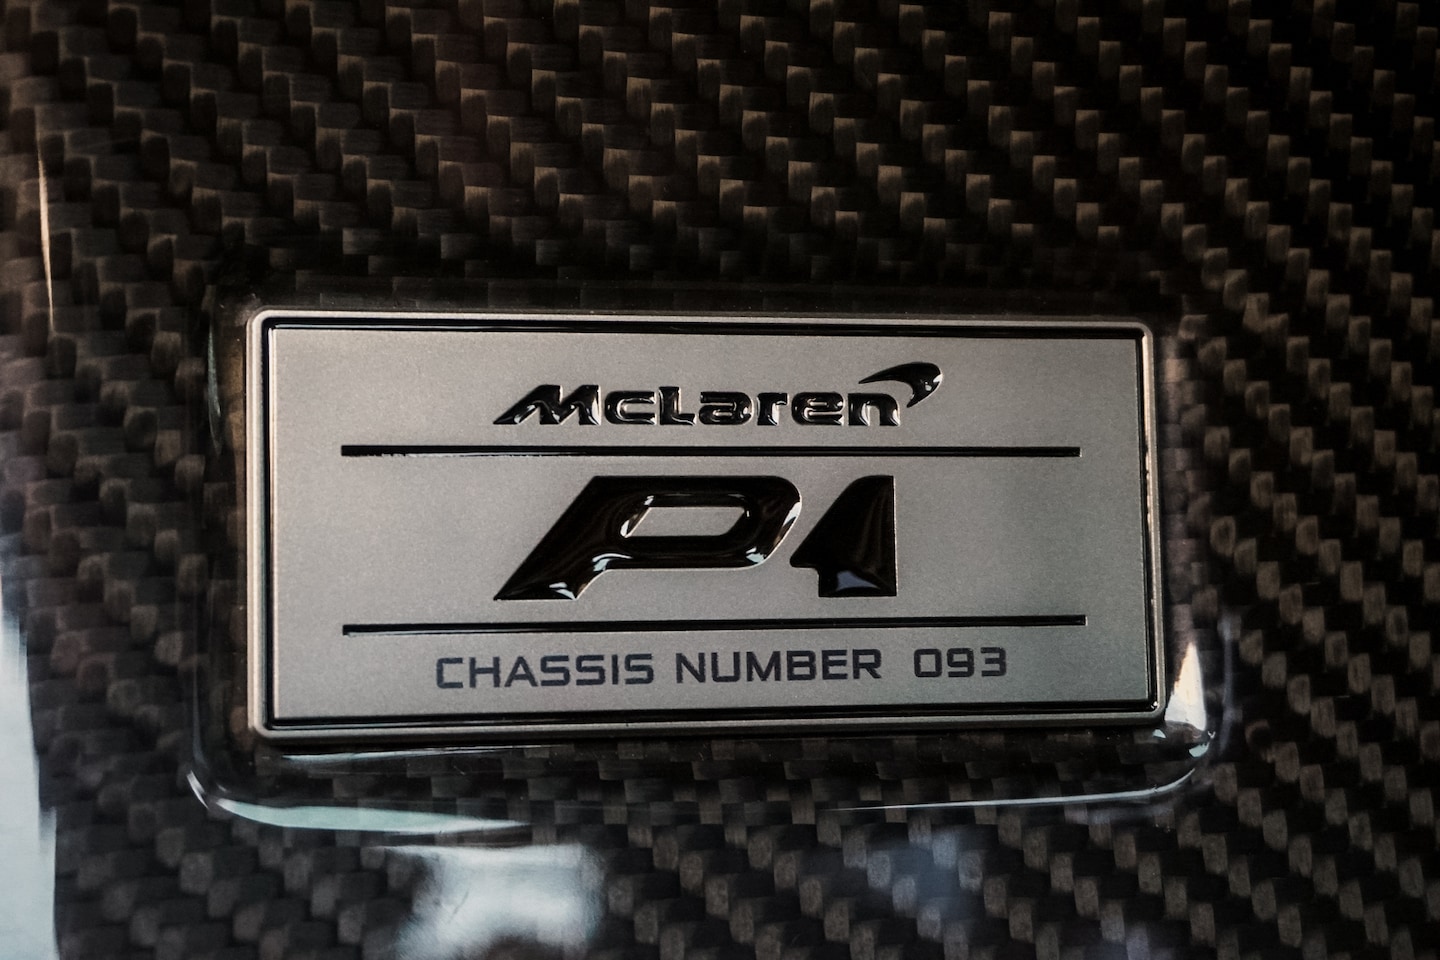 McLaren
P1
CHASSIS NUMBER 093